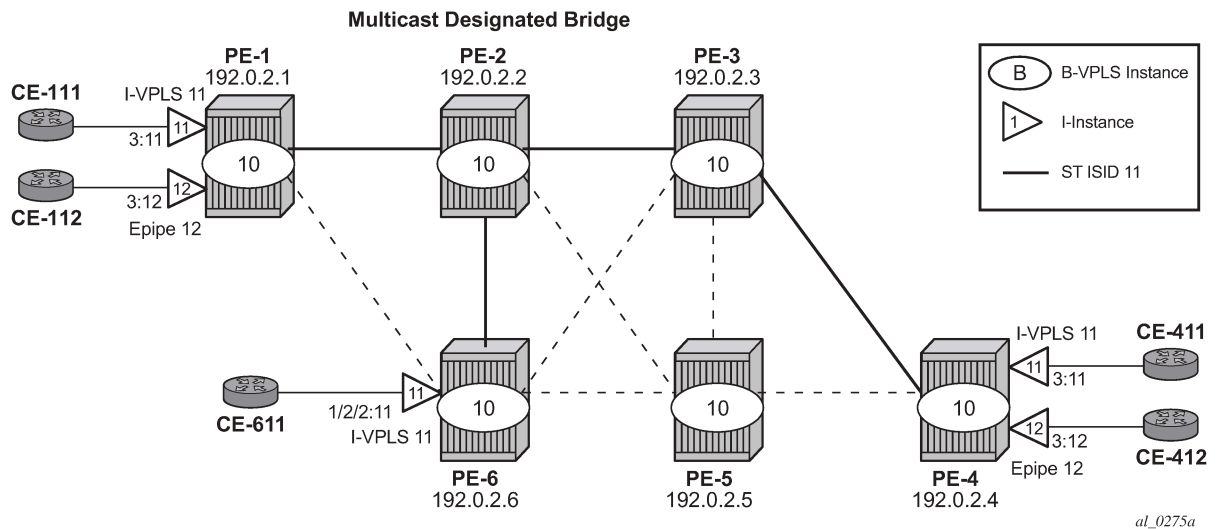 Multicast Designated Bridge
PE-1
192.0.2.1
PE-2
192.0.2.2
PE-3
192.0.2.3
B
B-VPLS Instance
1
I-Instance
ST ISID 11
CE-111
I-VPLS 11
11
3:11
10
10
10
CE-112
12
3:12
Epipe 12
CE-611
11
1/2/2:11
I-VPLS 11
10
PE-6
192.0.2.6
10
PE-5
192.0.2.5
10
PE-4
192.0.2.4
I-VPLS 11
11
3:11
CE-411
12
3:12
Epipe 12
CE-412
al_0275a